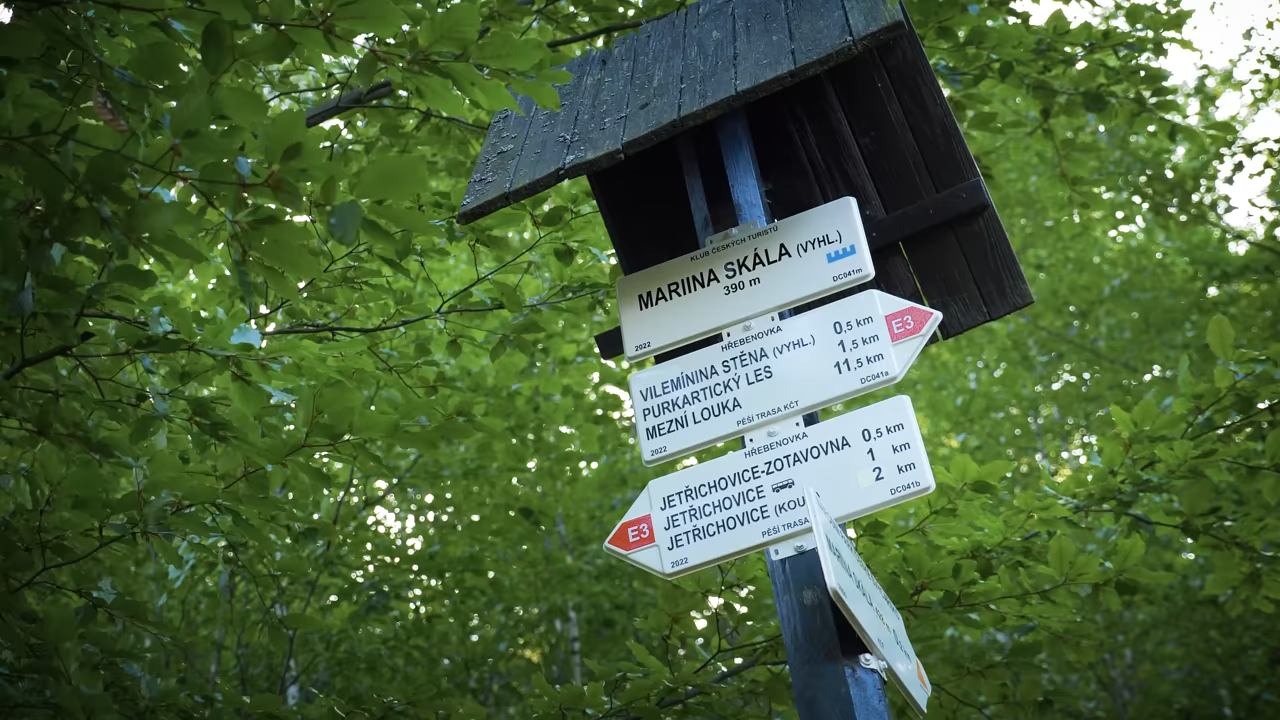 KLUB ČESKÝCH TURISTŮ
MARIINA SKÁLA (VYHL.)
390 m
2022
DC041m
HŘEBENOVKA
VILEMÍNINA STĚNA (VYHL.) 0,5 km
PURKARTICKÝ LES 1,5 km
MEZNÍ LOUKA 11,5 km
E3
2022
PĚŠÍ TRASA KČT
DC041a
HŘEBENOVKA
JETŘICHOVICE-ZOTAVOVNA 0,5 km
JETŘICHOVICE 1 km
JETŘICHOVICE (KOU 2 km
E3
2022
PĚŠÍ TRASA
DC041b
SKÁLA